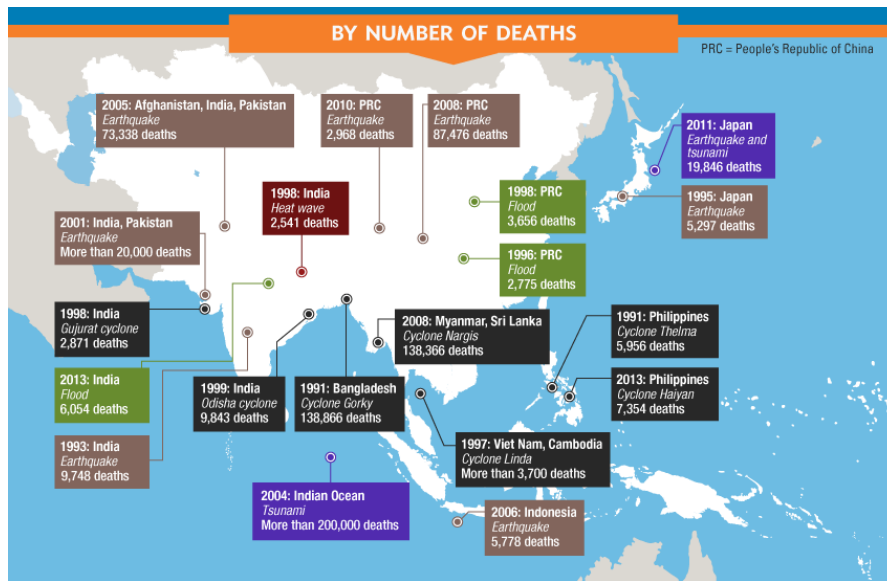 BY NUMBER OF DEATHS
PRC = People's Republic of China
2005: Afghanistan, India, Pakistan
Earthquake
73,338 deaths
2010: PRC
Earthquake
2,968 deaths
2008: PRC
Earthquake
87,476 deaths
2011: Japan
Earthquake and
tsunami
19,846 deaths
1998: India
Heat wave
2,541 deaths
1998: PRC
Flood
3,656 deaths
1995: Japan
Earthquake
5,297 deaths
2001: India, Pakistan
Earthquake
More than 20,000 deaths
1996: PRC
Flood
2,775 deaths
1998: India
Gujurat cyclone
2,871 deaths
2008: Myanmar, Sri Lanka
Cyclone Nargis
138,366 deaths
1991: Philippines
Cyclone Thelma
5,956 deaths
2013: India
Flood
6,054 deaths
1999: India
Odisha cyclone
9,843 deaths
1991: Bangladesh
Cyclone Gorky
138,866 deaths
2013: Philippines
Cyclone Haiyan
7,354 deaths
1993: India
Earthquake
9,748 deaths
1997: Viet Nam, Cambodia
Cyclone Linda
More than 3,700 deaths
2004: Indian Ocean
Tsunami
More than 200,000 deaths
2006: Indonesia
Earthquake
5,778 deaths